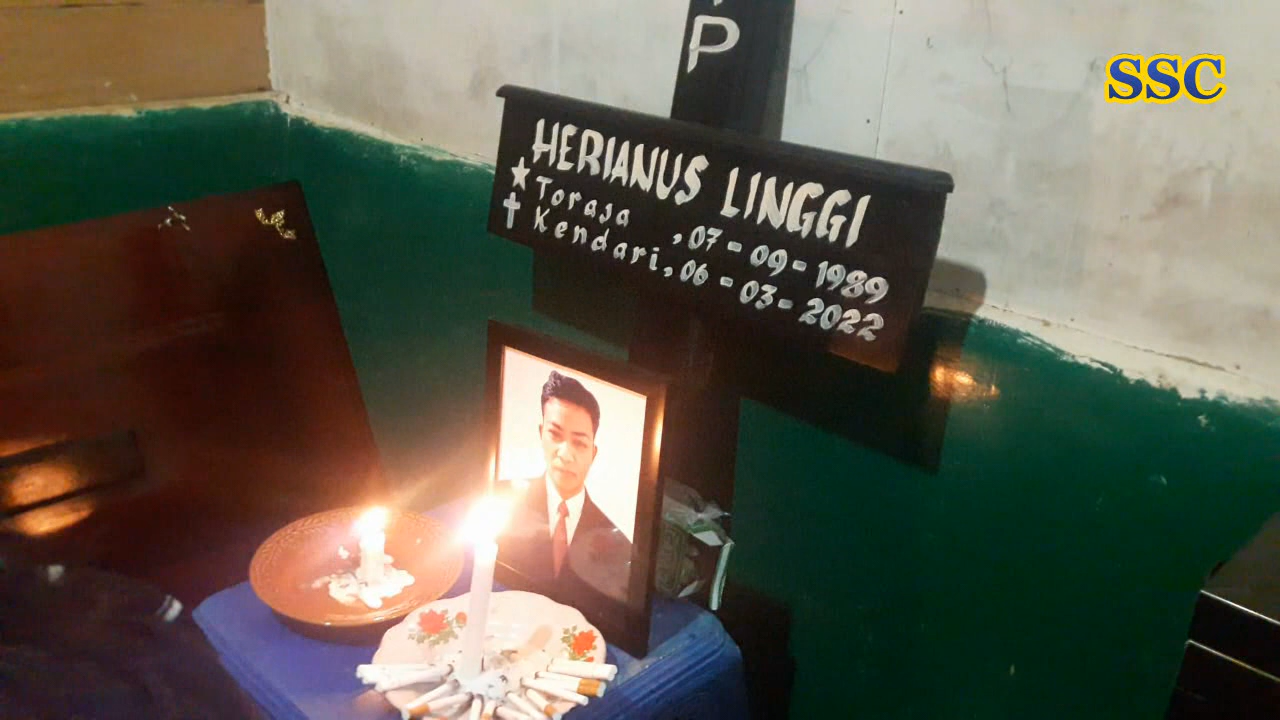 P
SSC
HERIANUS LINGGI
Toraja, 07-09-1989
Kendari, 06-03-2022